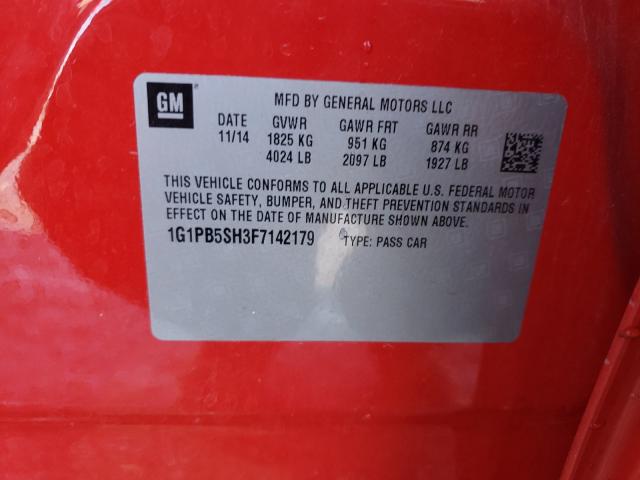 GM
MFD BY GENERAL MOTORS LLC
DATE GVWR GAWR FRT GAWR RR
11/14 1825 KG 951 KG 874 KG
4024 LB 2097 LB 1927 LB
THIS VEHICLE CONFORMS TO ALL APPLICABLE U.S. FEDERAL MOTOR
VEHICLE SAFETY, BUMPER, AND THEFT PREVENTION STANDARDS IN
EFFECT ON THE DATE OF MANUFACTURE SHOWN ABOVE.
1G1PB5SH3F7142179 TYPE: PASS CAR